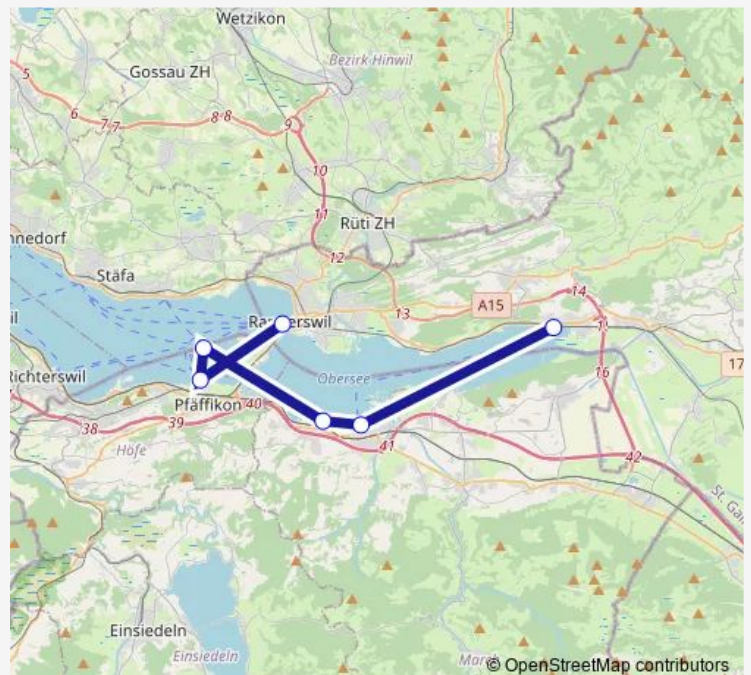 Wetzikon
Gossau ZH
Bezirk Hinwil
5
6
7
7
8
8
9
10
11
Rüti ZH
12
nnedorf
Stäfa
13
A15
14
il
Obersee
16
17
Richterswil
Pfäffikon
40
39
38
41
Höfe
42
St. Gal
Einsiedeln
Einsiedeln
© OpenStreetMap contributors